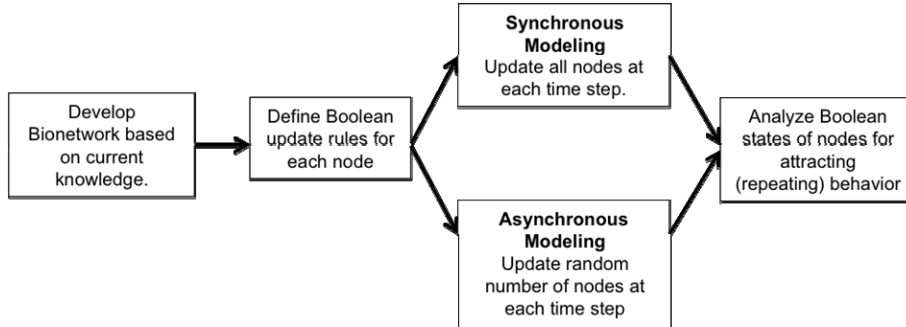 Develop
Bionetwork based
on current
knowledge.
Define Boolean
update rules for
each node
Synchronous
Modeling
Update all nodes at
each time step.
Asynchronous
Modeling
Update random
number of nodes at
each time step
Analyze Boolean
states of nodes for
attracting
(repeating) behavior